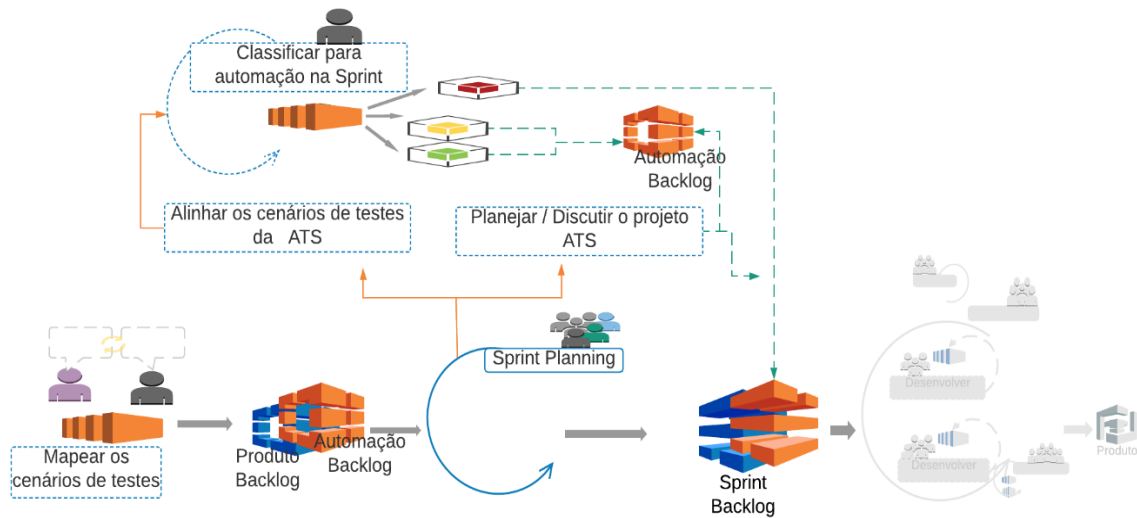 Classificar para
automação na Sprint
Automação
Backlog
Alinhar os cenários de testes
da ATS
Planejar / Discutir o projeto
ATS
Sprint Planning
Desenvolver
Desenvolver
Produto
Mapear os
cenários de testes
Produto
Backlog
Automação
Backlog
Sprint
Backlog